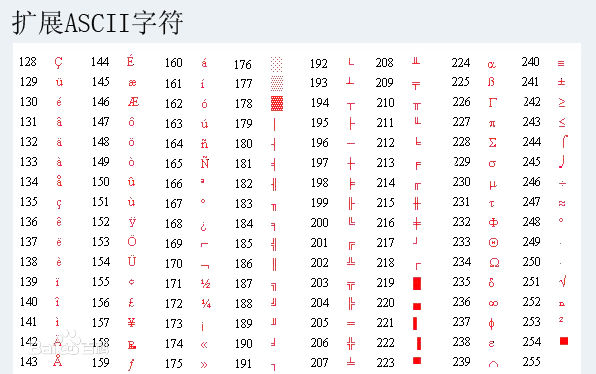 扩展ASCII字符
128 Ç 144 É 160 á 176 ░ 192 └ 208 ╨ 224 α 240 ≡
129 ü 145 æ 161 í 177 ▒ 193 ┴ 209 ╤ 225 ß 241 ±
130 é 146 Æ 162 ó 178 ▓ 194 ┬ 210 ╥ 226 Γ 242 ≥
131 â 147 ô 163 ú 179 │ 195 ├ 211 ╙ 227 π 243 ≤
132 ä 148 ö 164 ñ 180 ┤ 196 ─ 212 ╘ 228 Σ 244 ⌠
133 à 149 ò 165 Ñ 181 ╡ 197 ┼ 213 ╒ 229 σ 245 ⌡
134 å 150 û 166 ª 182 ╢ 198 ╞ 214 ╓ 230 µ 246 ÷
135 ç 151 ù 167 º 183 ╖ 199 ╟ 215 ╫ 231 τ 247 ≈
136 ê 152 ÿ 168 ¿ 184 ╕ 200 ╚ 216 ╪ 232 Φ 248 °
137 ë 153 Ö 169 ⌐ 185 ╣ 201 ╔ 217 ┘ 233 Θ 249 ·
138 è 154 Ü 170 ¬ 186 ║ 202 ╩ 218 ┌ 234 Ω 250 ·
139 ï 155 ¢ 171 ½ 187 ╗ 203 ╦ 219 █ 235 δ 251 √
140 î 156 £ 172 ¼ 188 ╝ 204 ╠ 220 ▄ 236 ∞ 252 ⁿ
141 ì 157 ¥ 173 ¡ 189 ╜ 205 ═ 221 ▌ 237 φ 253 ²
142 Ä 158 ₧ 174 « 190 ╛ 206 ╬ 222 ▐ 238 ε 254 ■
143 Å 159 ƒ 175 » 191 ┐ 207 ╧ 223 ▀ 239 ∩ 255